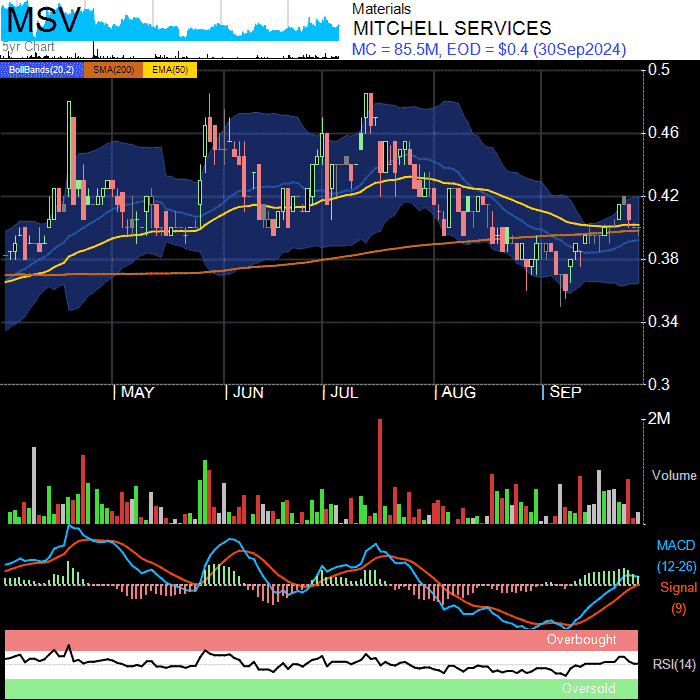 MSV
5yr Chart
Materials
MITCHELL SERVICES
MC = 85.5M, EOD = $0.4 (30Sep2024)
BollBands(20,2) SMA(200) EMA(50)
0.5
0.46
0.42
0.38
0.34
0.3
MAY JUN JUL AUG SEP
2M
Volume
MACD
(12-26)
Signal
(9)
Overbought
RSI(14)
Oversold